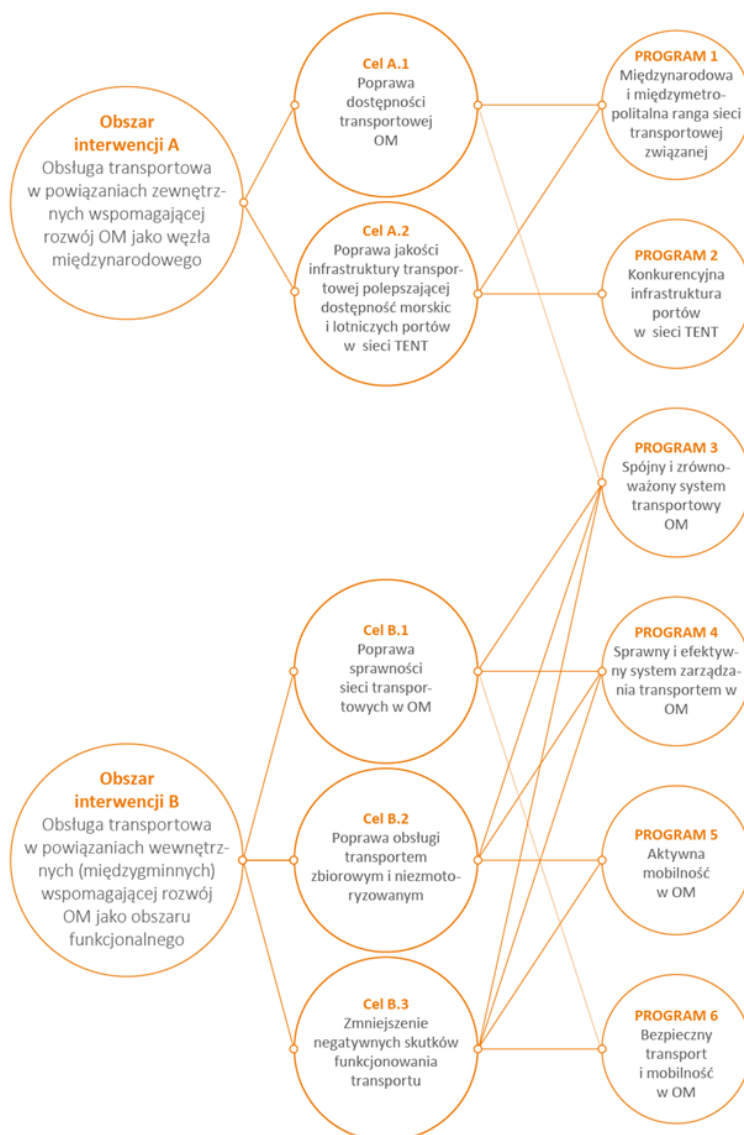 Obszar
interwencji A
Obsługa transportowa
w powiązaniach zewnętrz-
nych wspomagającej
rozwój OM jako węzła
międzynarodowego
Cel A.1
Poprawa
dostępności
transportowej
OM
Cel A.2
Poprawa jakości
infrastruktury transpor-
towej polepszającej
dostępność morskic
i lotniczych portów
w sieci TENT
PROGRAM 1
Międzynarodowa
i międzymetro-
politalna ranga sieci
transportowej
związanej
PROGRAM 2
Konkurencyjna
infrastruktura
portów
w sieci TENT
PROGRAM 3
Spójny i zrówno-
ważony system
transportowy
OM
Obszar
interwencji B
Obsługa transportowa
w powiązaniach wewnętrz-
nych (międzygminnych)
wspomagającej rozwój
OM jako obszaru
funkcjonalnego
Cel B.1
Poprawa
sprawności
sieci transpor-
towych w OM
Cel B.2
Poprawa obsługi
transportem
zbiorowym i niezmoto-
ryzowanym
Cel B.3
Zmniejszenie
negatywnych skutków
funkcjonowania
transportu
PROGRAM 4
Sprawny i efektyw-
ny system zarządza-
nia transportem w
OM
PROGRAM 5
Aktywna
mobilność
w OM
PROGRAM 6
Bezpieczny
transport
i mobilność
w OM